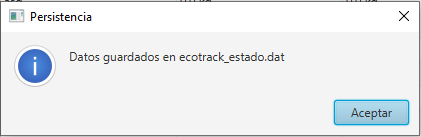 Persistencia
Datos guardados en ecotrack_estado.dat
Aceptar